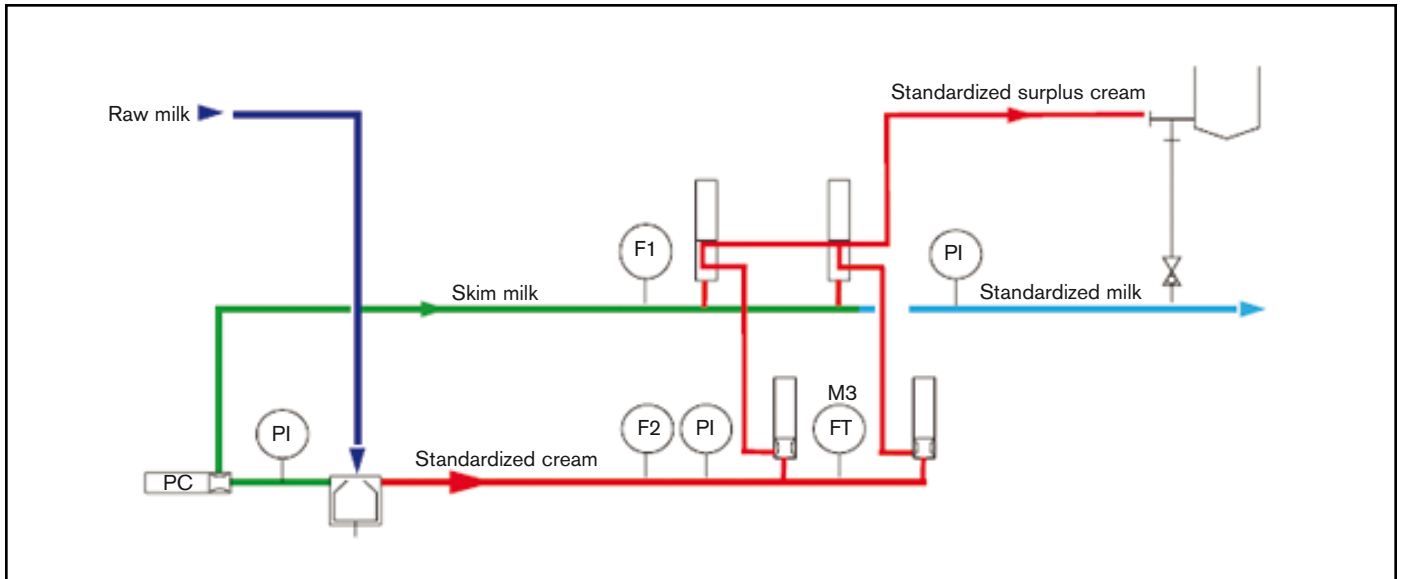 Standardized surplus cream
Raw milk
F1
PI
Skim milk
Standardized milk
M3
PI
F2
PI
FT
Standardized cream
PC